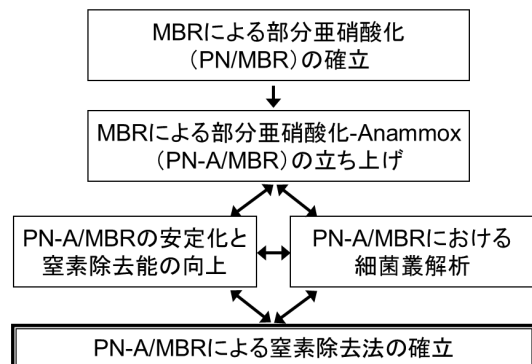 MBRによる部分亜硝酸化
（PN/MBR）の確立
MBRによる部分亜硝酸化-Anammox
（PN-A/MBR）の立ち上げ
PN-A/MBRの安定化と
窒素除去能の向上
PN-A/MBRにおける
細菌叢解析
PN-A/MBRによる窒素除去法の確立